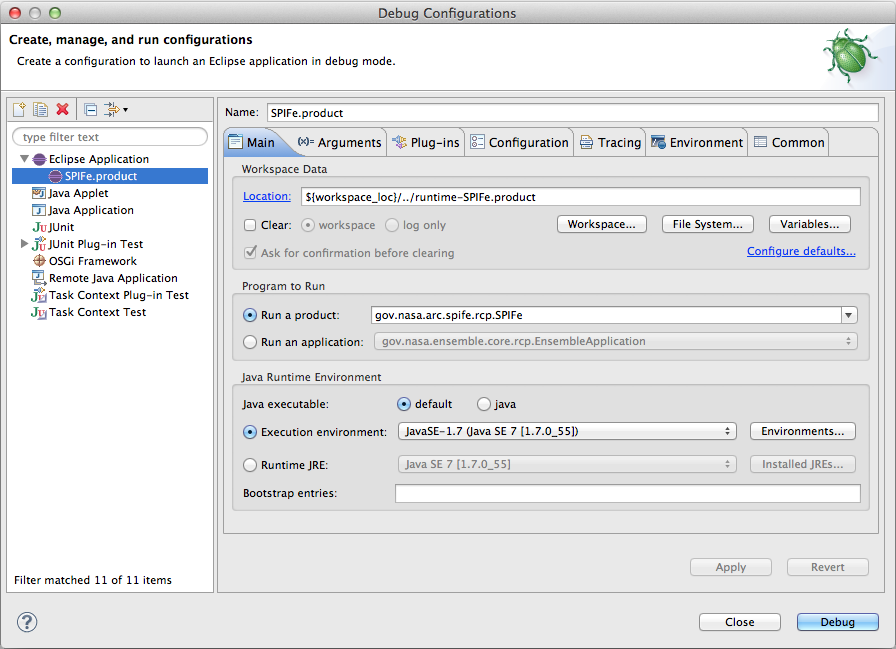 Debug Configurations
Create, manage, and run configurations
Create a configuration to launch an Eclipse application in debug mode.
type filter text
Eclipse Application
SPIFe.product
Java Applet
Java Application
Ju JUnit
JUnit Plug-in Test
OSGi Framework
Remote Java Application
Task Context Plug-in Test
Ju Task Context Test
Filter matched 11 of 11 items
Name: SPIFe.product
Main (x)= Arguments Plug-ins Configuration Tracing Environment Common
Workspace Data
Location: ${workspace_loc}/../runtime-SPIFe.product
Clear: workspace log only Workspace... File System... Variables...
Ask for confirmation before clearing Configure defaults...
Program to Run
Run a product: gov.nasa.arc.spife.rcp.SPIFe
Run an application: gov.nasa.ensemble.core.rcp.EnsembleApplication
Java Runtime Environment
Java executable: default java
Execution environment: JavaSE-1.7 (Java SE 7 [1.7.0_55]) Environments...
Runtime JRE: Java SE 7 [1.7.0_55] Installed JREs...
Bootstrap entries:
Apply Revert
? Close Debug